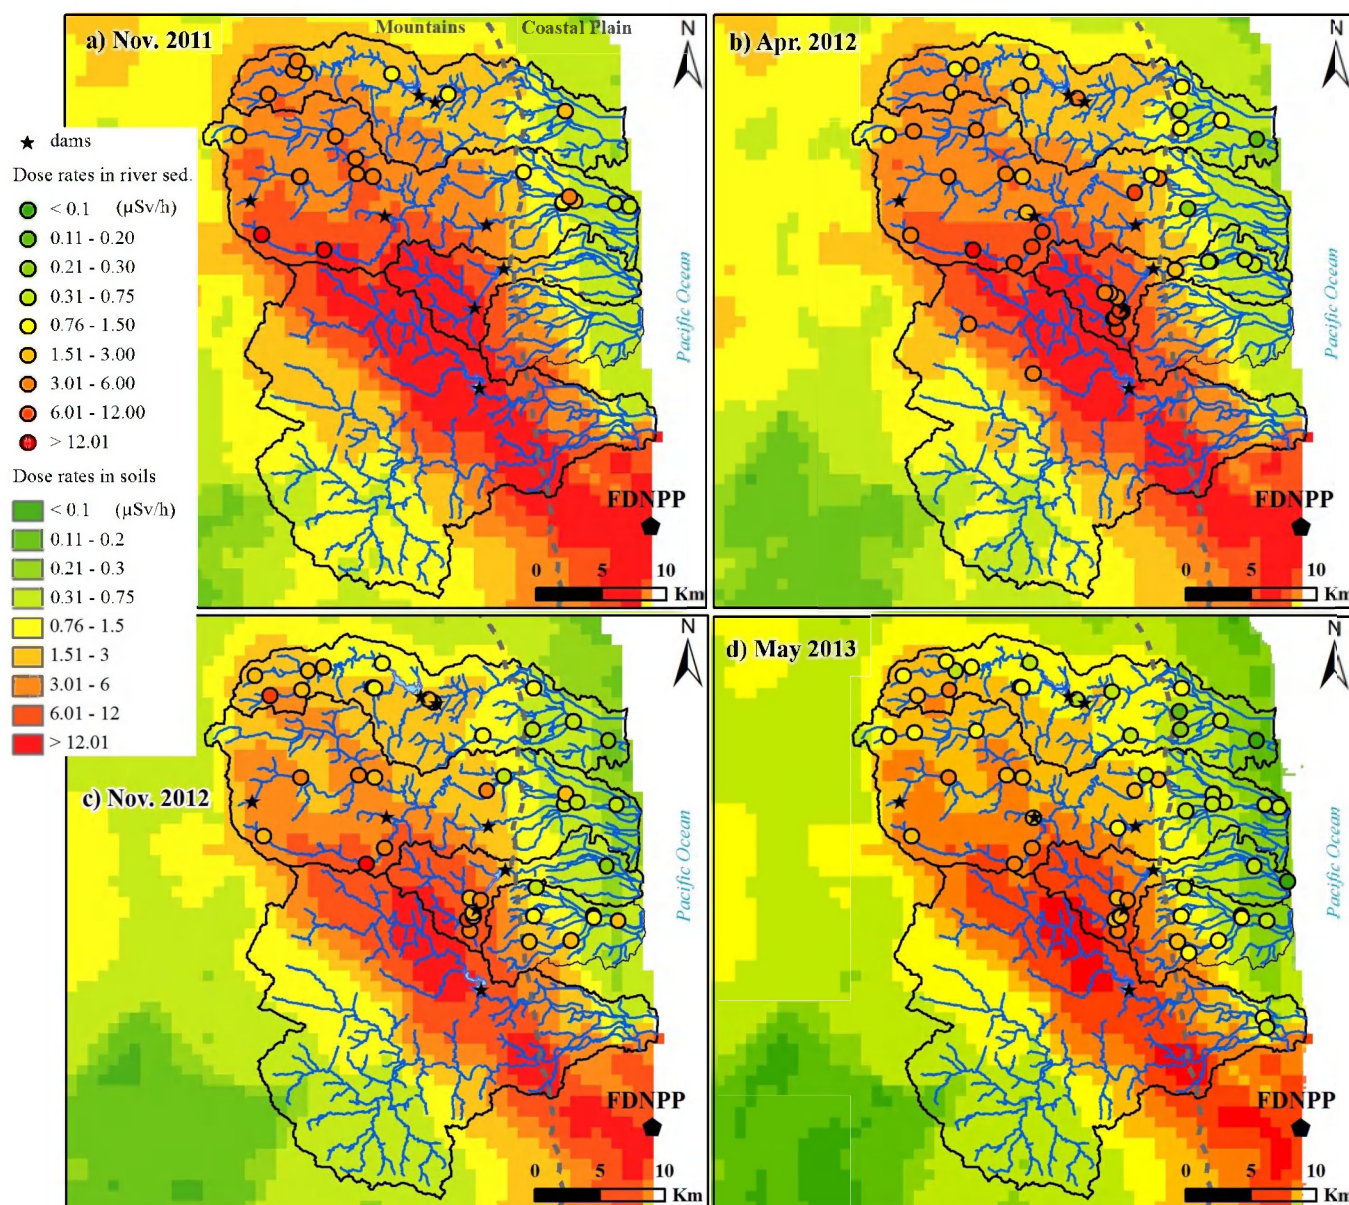 Mountains
Coastal Plain
a) Nov. 2011
N
Pacific Ocean
FDNPP
0 5 10
Km
b) Apr. 2012
N
Pacific Ocean
FDNPP
0 5 10
Km
dams
Dose rates in river sed.
< 0.1 (µSv/h)
0.11 - 0.20
0.21 - 0.30
0.31 - 0.75
0.76 - 1.50
1.51 - 3.00
3.01 - 6.00
6.01 - 12.00
> 12.01
Dose rates in soils
< 0.1 (µSv/h)
0.11 - 0.2
0.21 - 0.3
0.31 - 0.75
0.76 - 1.5
1.51 - 3
3.01 - 6
6.01 - 12
> 12.01
c) Nov. 2012
N
Pacific Ocean
FDNPP
0 5 10
Km
d) May 2013
N
Pacific Ocean
FDNPP
0 5 10
Km